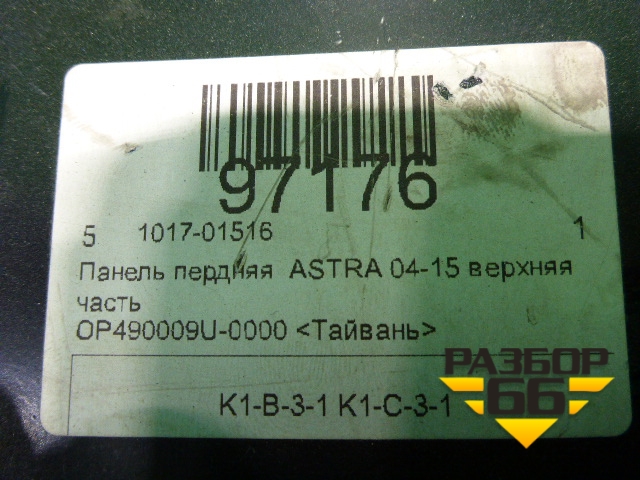 97176
5 1017-01516 1
Панель пердняя ASTRA 04-15 верхняя
часть
OP490009U-0000 <Тайвань>
K1-B-3-1 K1-C-3-1
РАЗБОР
66